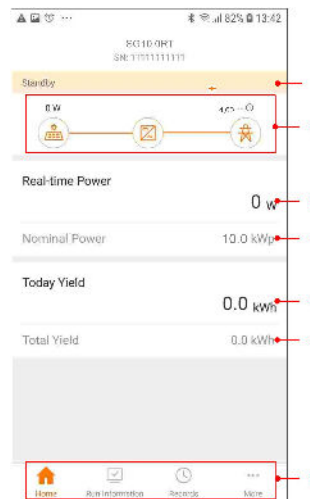 82% 13:42
SG10.0RT
SN: 11111111111
Standby
0 W
Real-time Power
0 W
Nominal Power 10.0 kWp
Today Yield
0.0 kWh
Total Yield 0.0 kWh
Home Run Information Records More